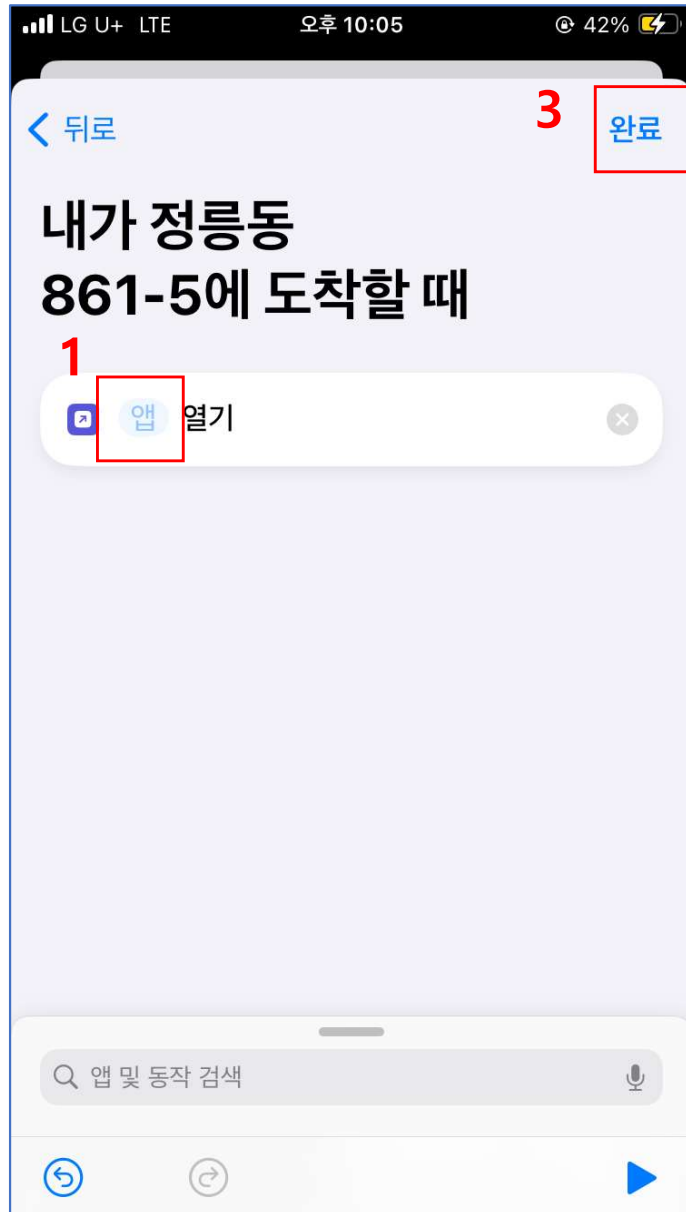 LG U+ LTE 오후 10:05 42%
뒤로 3 완료
내가 정릉동
861-5에 도착할 때
1
앱 열기
앱 및 동작 검색